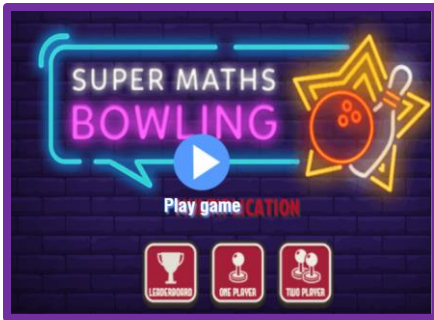 SUPER MATHS
BOWLING
Play game
LEADERBOARD
ONE PLAYER
TWO PLAYER